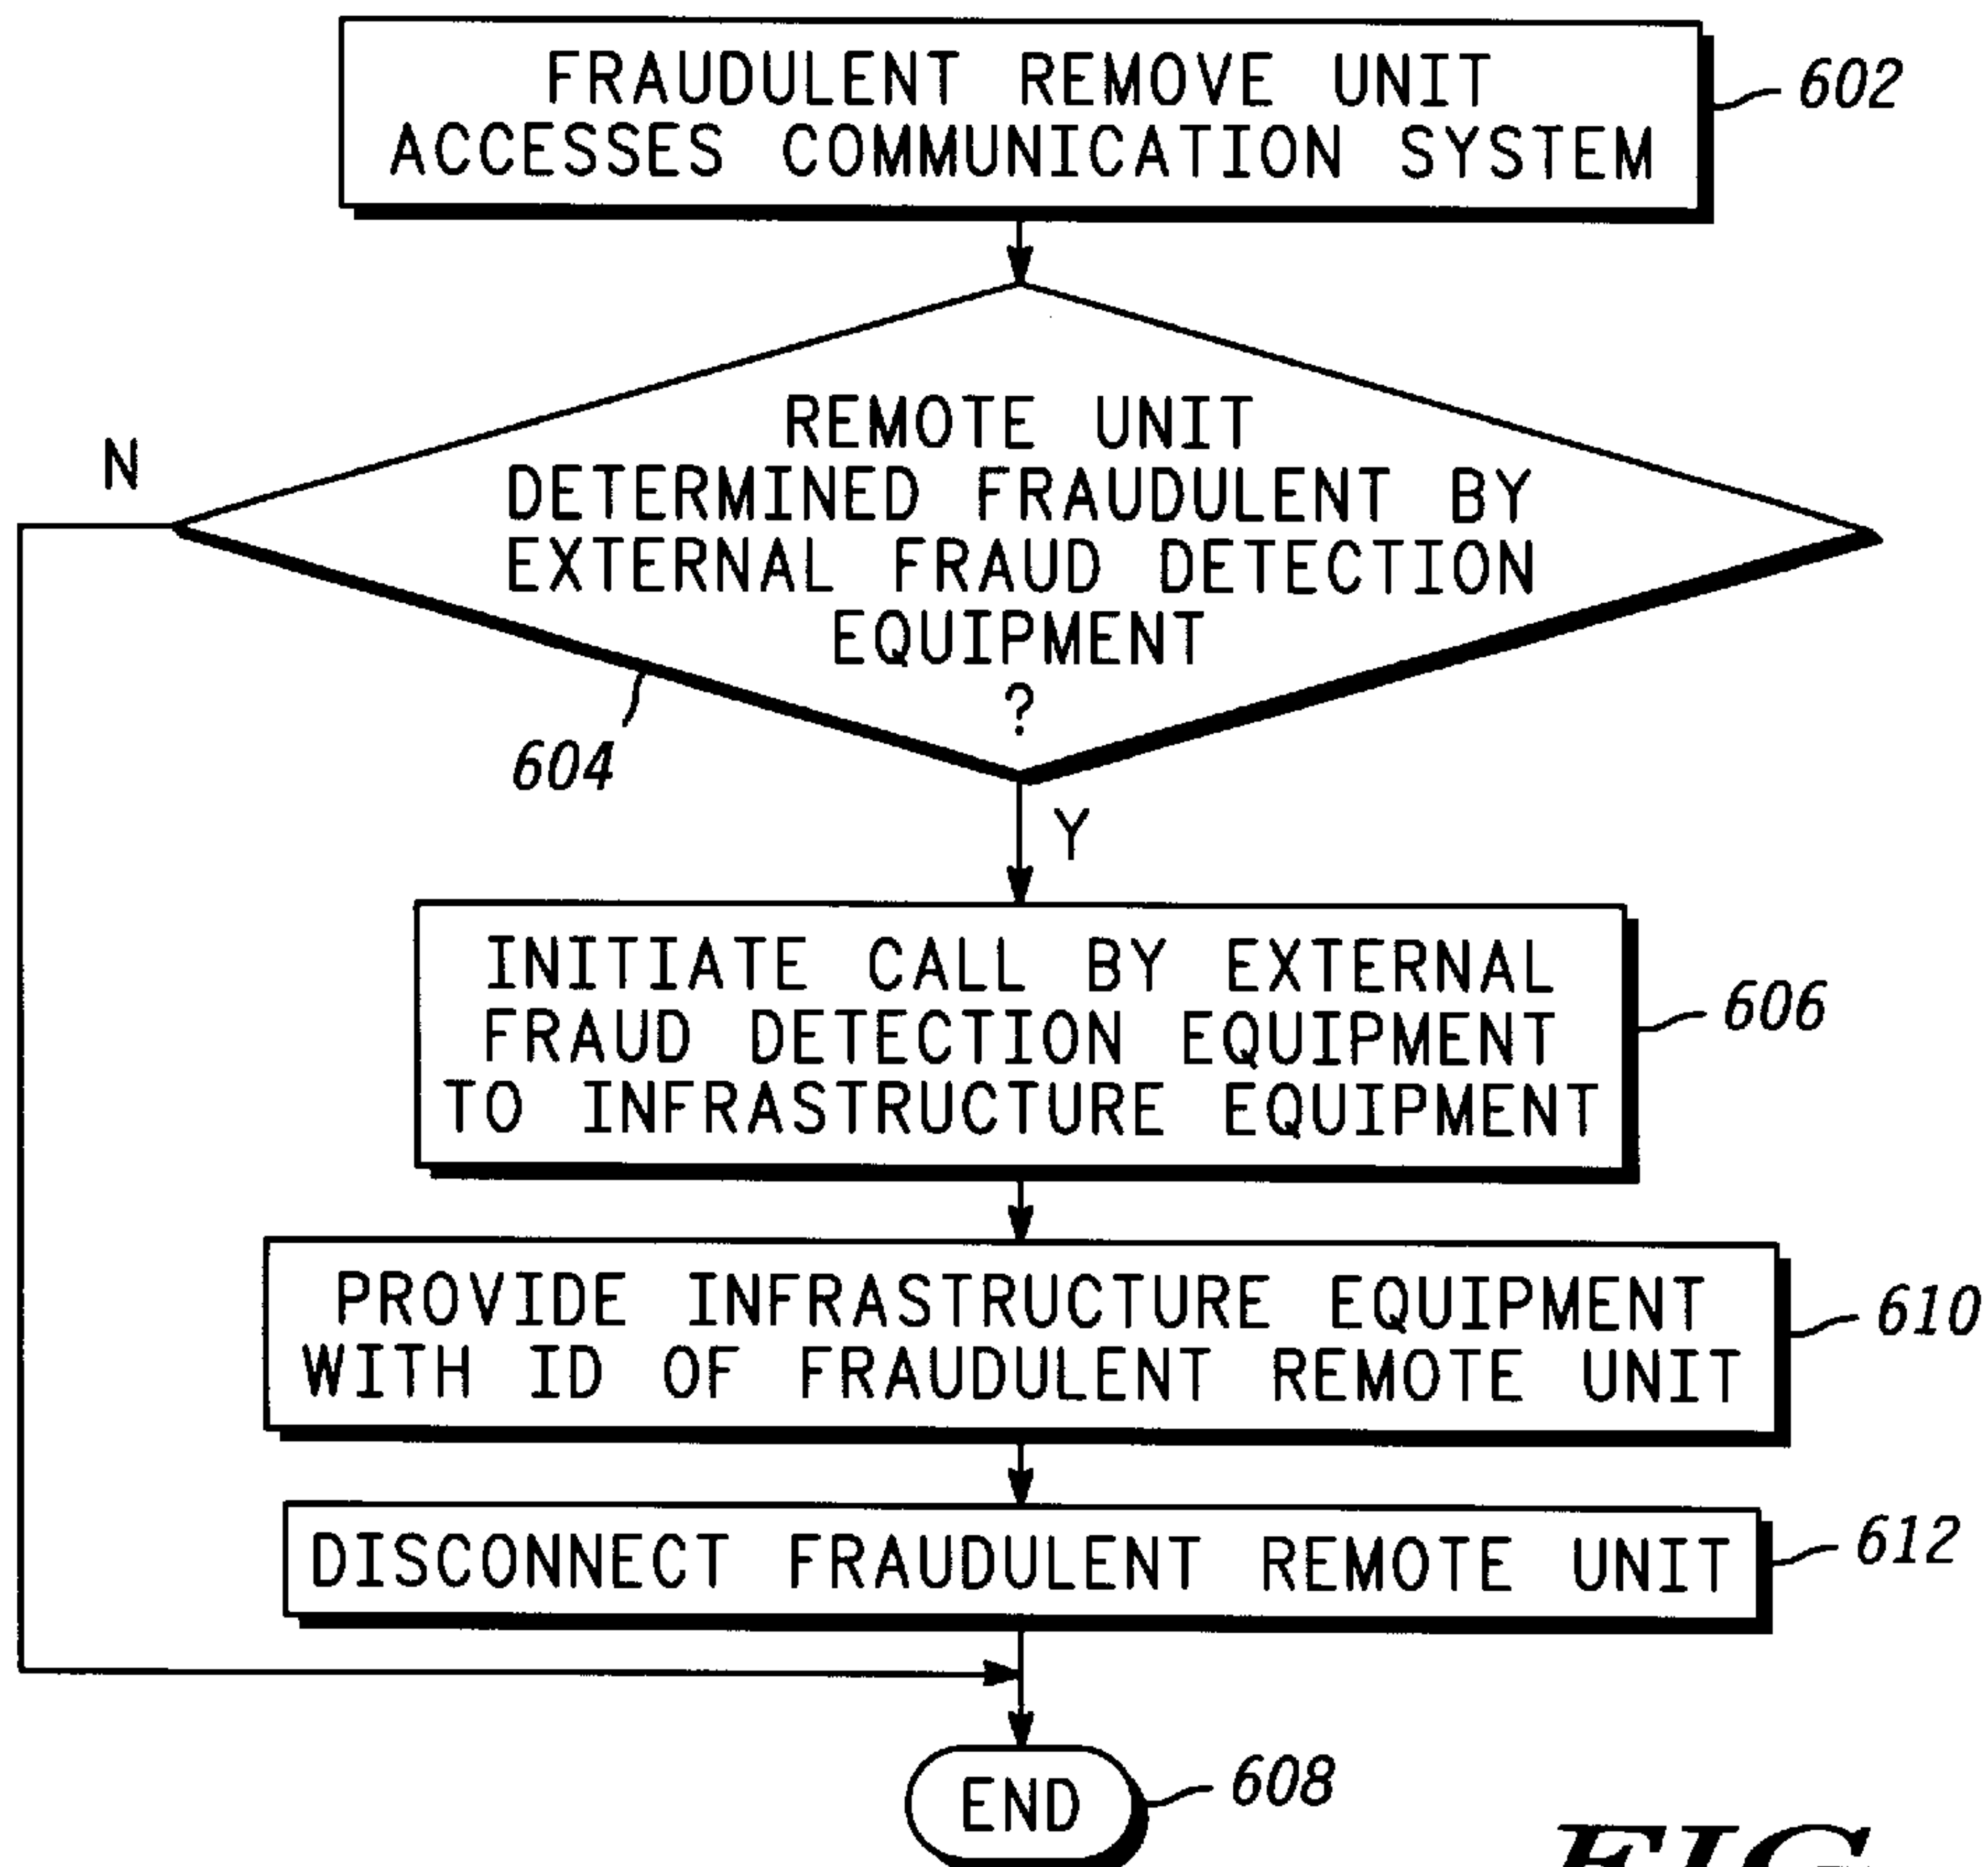 FRAUDULENT REMOVE UNIT
ACCESSES COMMUNICATION SYSTEM
602
REMOTE UNIT
DETERMINED FRAUDULENT BY
EXTERNAL FRAUD DETECTION
EQUIPMENT
?
N
604
Y
INITIATE CALL BY EXTERNAL
FRAUD DETECTION EQUIPMENT
TO INFRASTRUCTURE EQUIPMENT
606
PROVIDE INFRASTRUCTURE EQUIPMENT
WITH ID OF FRAUDULENT REMOTE UNIT
610
DISCONNECT FRAUDULENT REMOTE UNIT
612
END
608
FIG